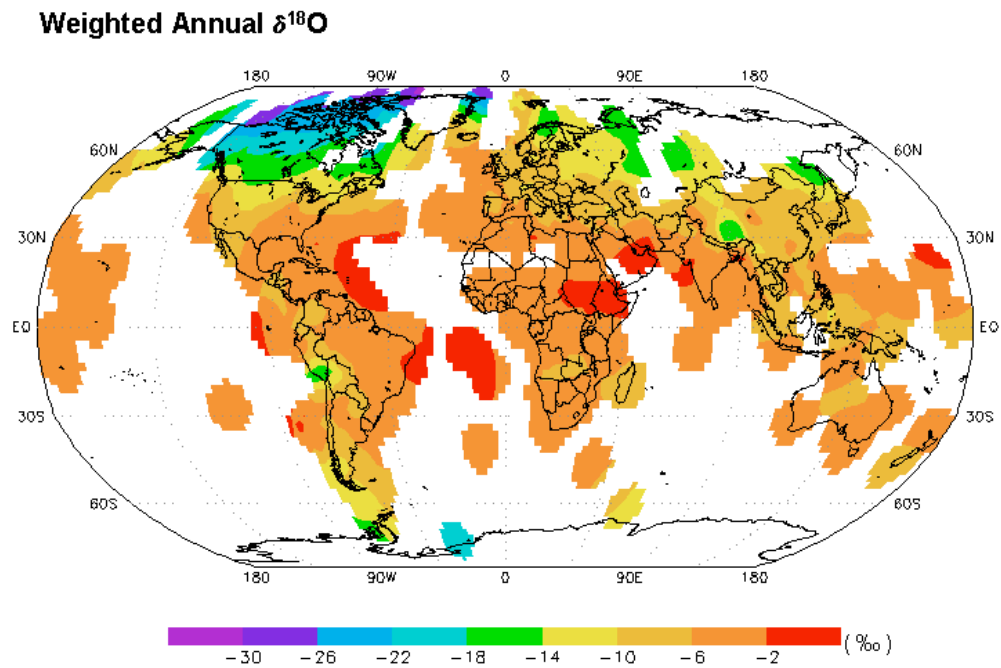 Weighted Annual δ¹⁸O
180 90W 0 90E 180
60N 60N
30N 30N
EQ EQ
30S 30S
60S 60S
180 90W 0 90E 180
-30 -26 -22 -18 -14 -10 -6 -2 (‰)